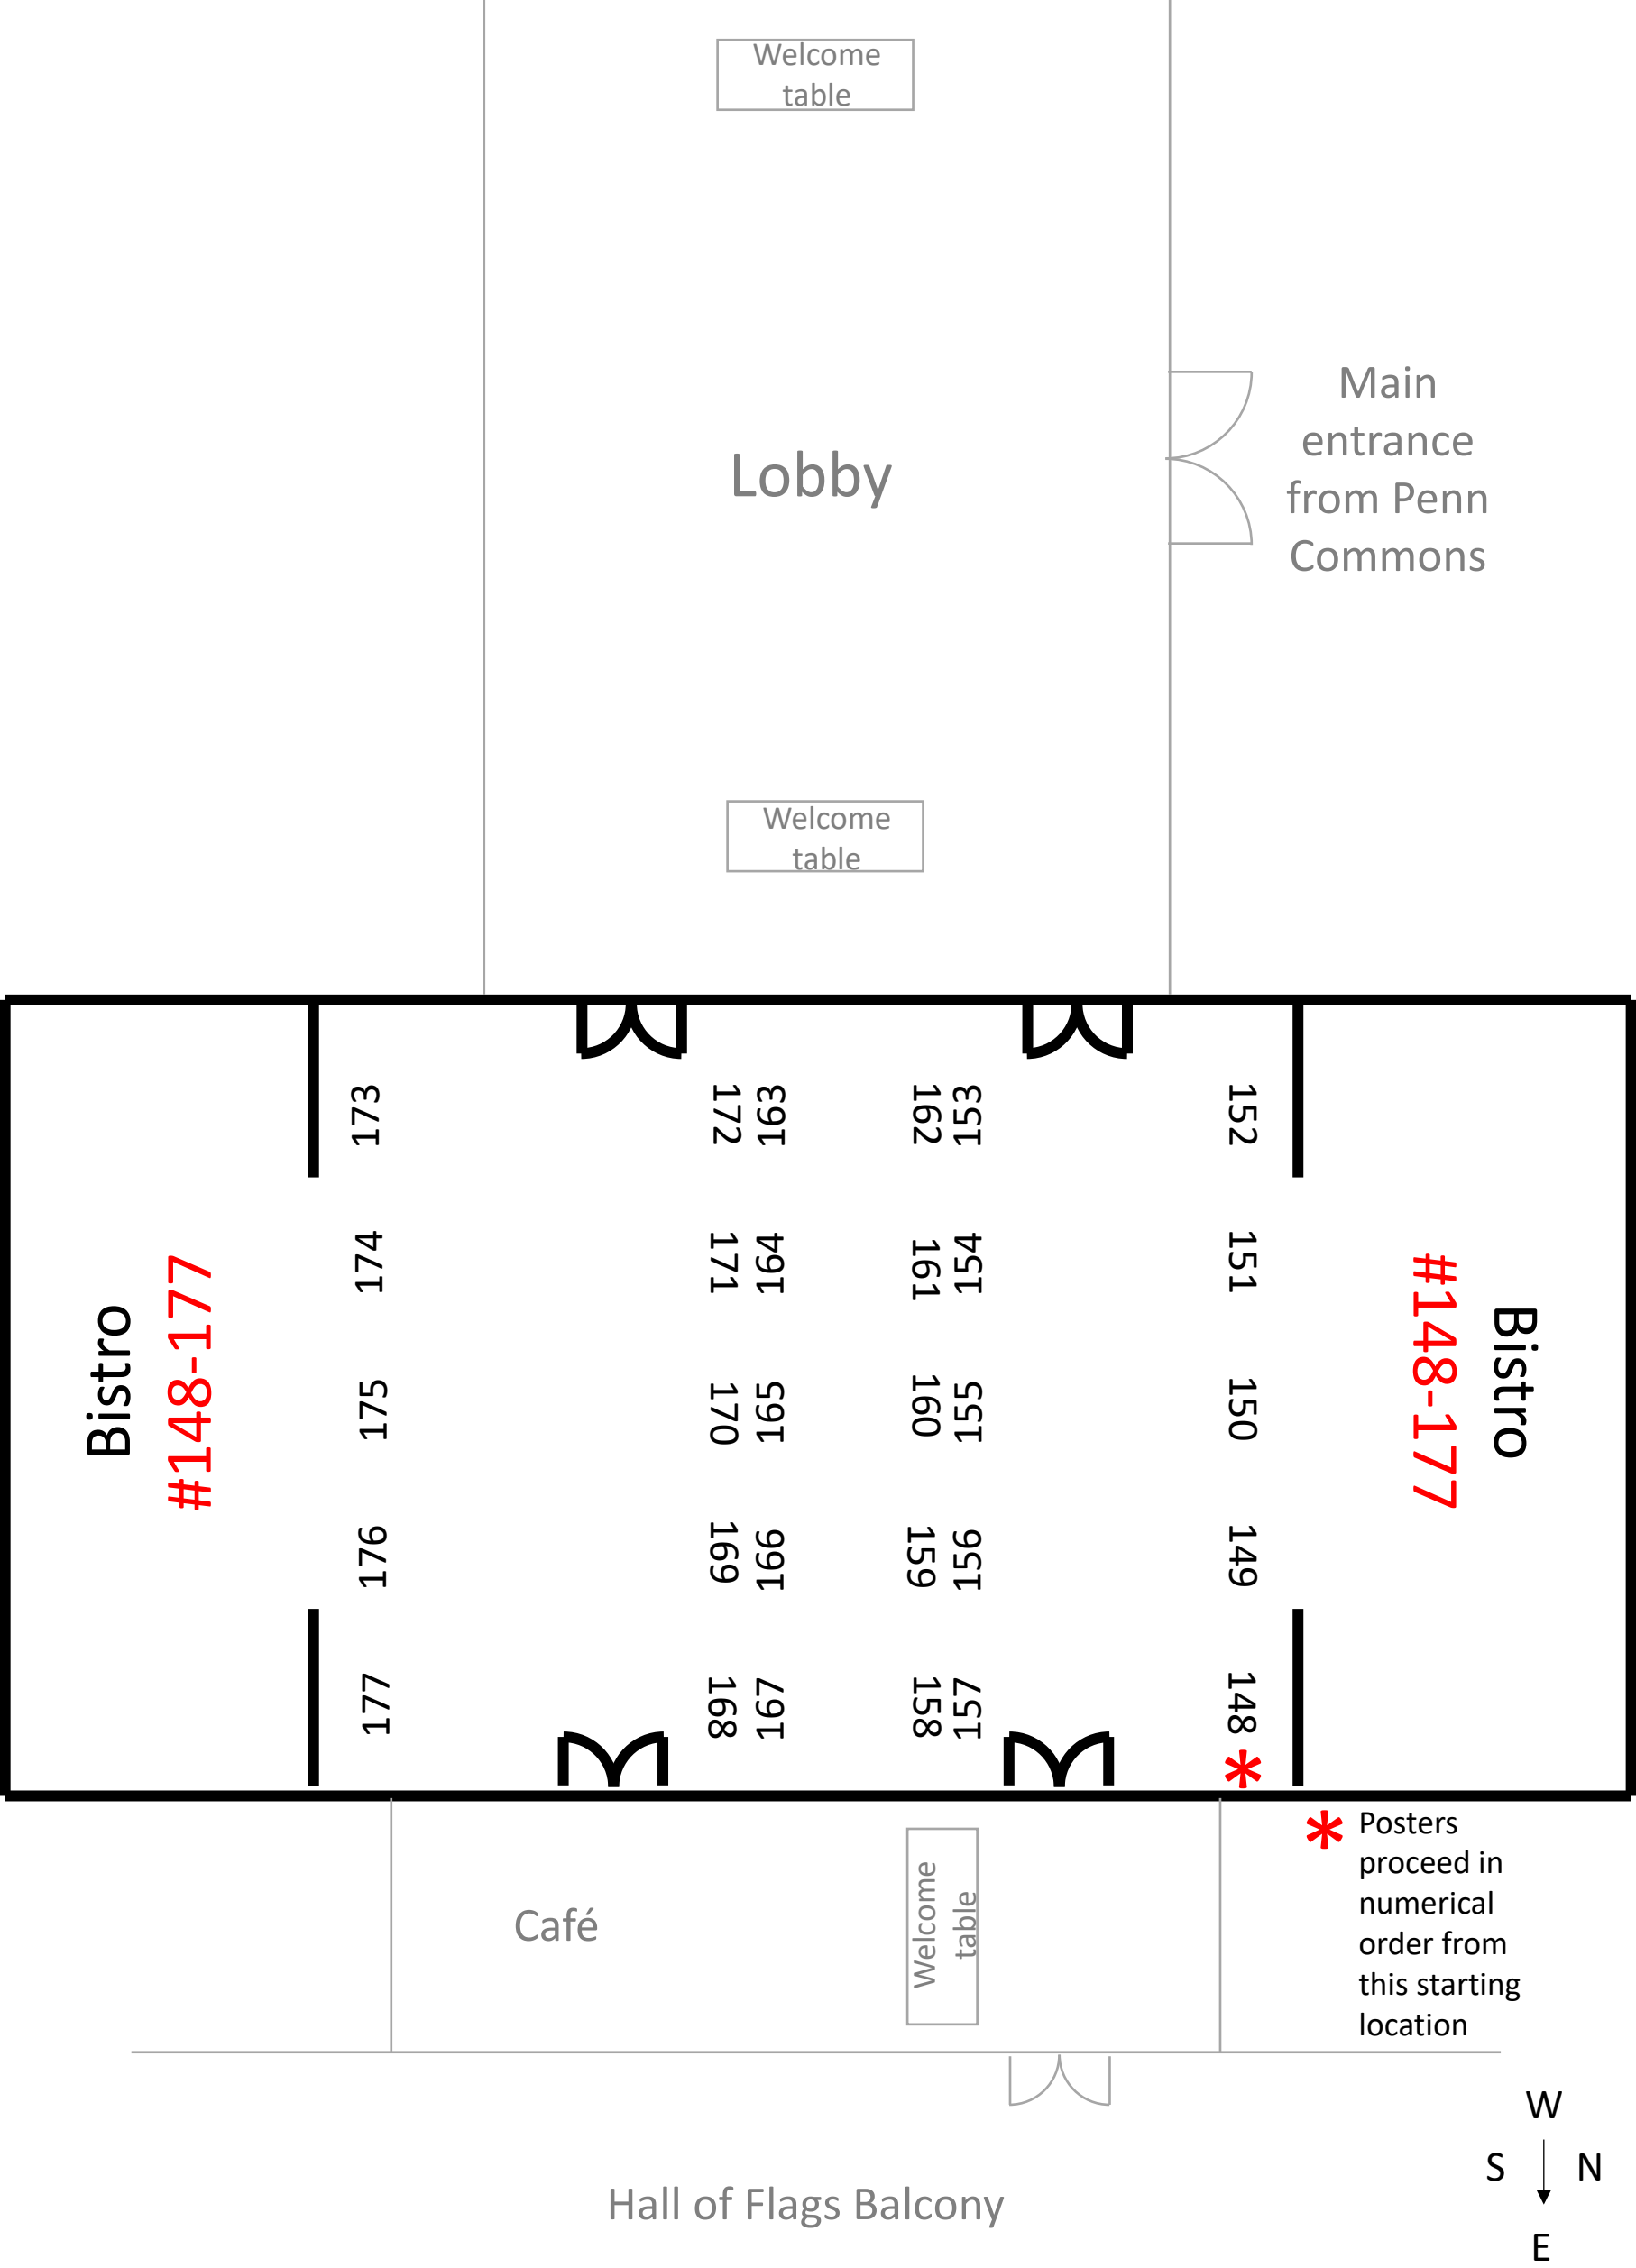 Welcome
table
Lobby
Main
entrance
from Penn
Commons
Welcome
table
173
172
163
162
153
152
174
171
164
161
154
151
175
170
165
160
155
150
176
169
166
159
156
149
177
168
167
158
157
148
*
Bistro
#148-177
#148-177
Bistro
* Posters
proceed in
numerical
order from
this starting
location
Café
Welcome
table
Hall of Flags Balcony
W
S N
E